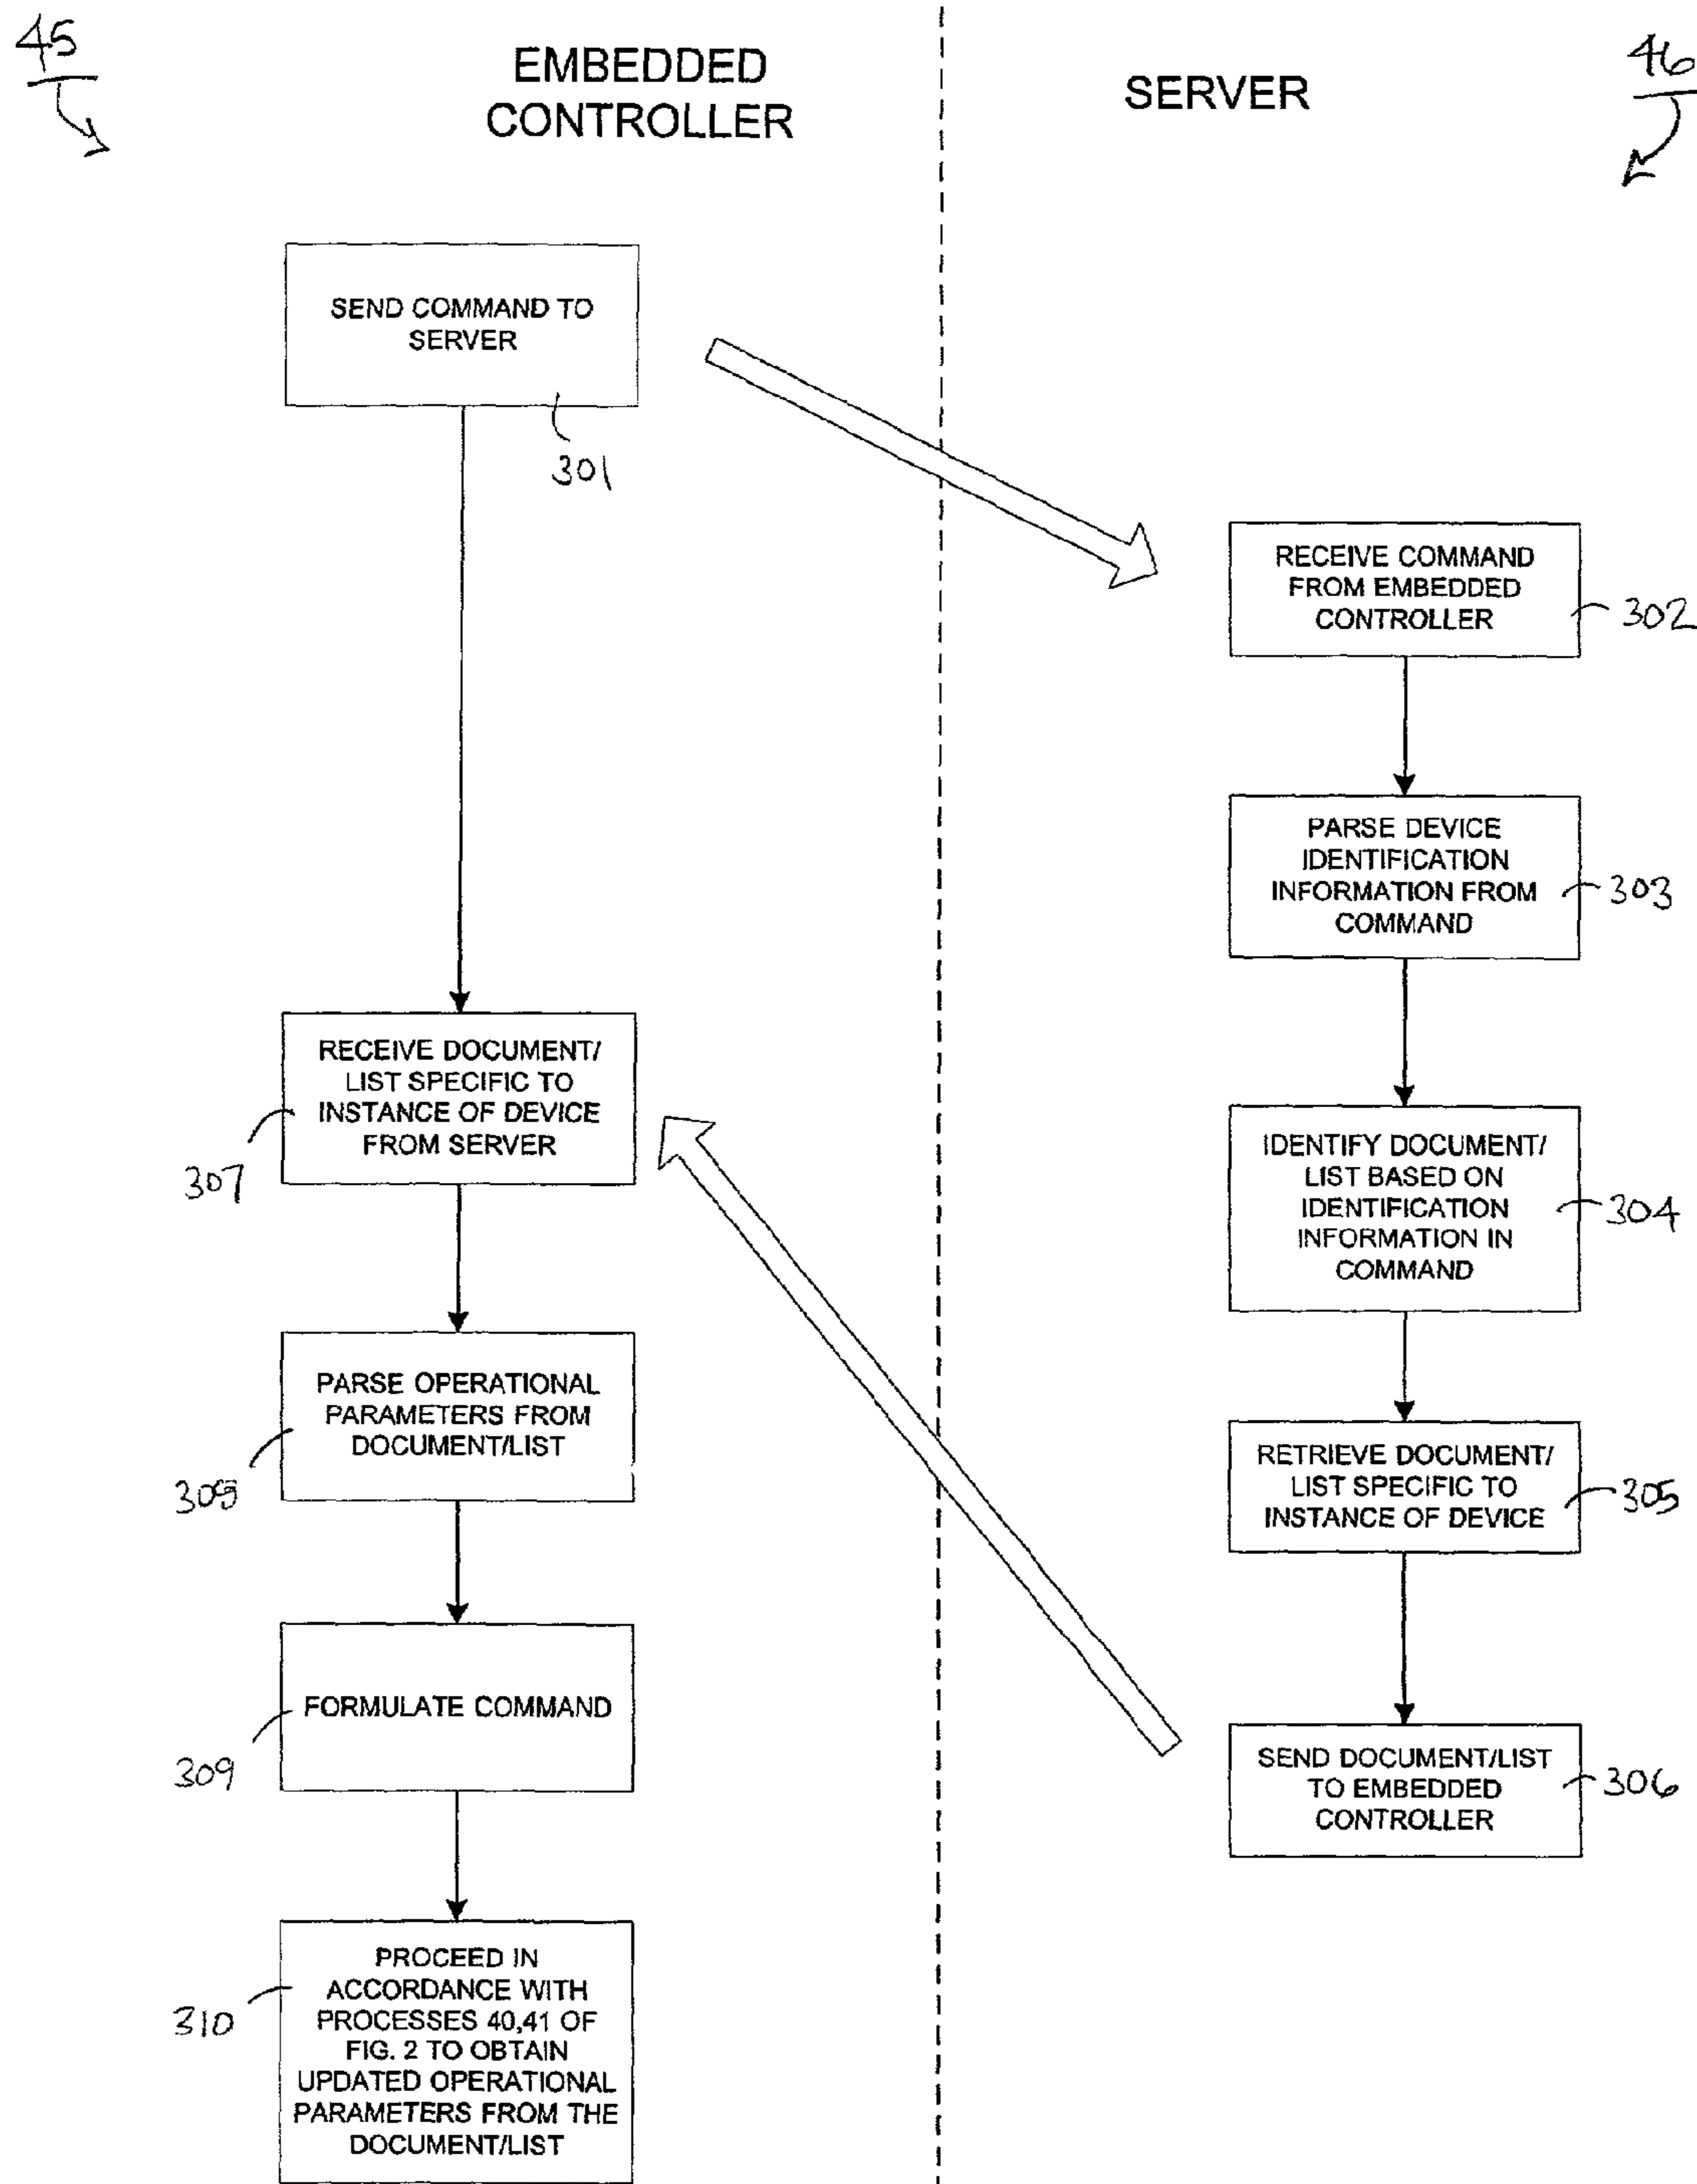 45
EMBEDDED
CONTROLLER
SERVER
46
SEND COMMAND TO
SERVER
301
RECEIVE COMMAND
FROM EMBEDDED
CONTROLLER
302
PARSE DEVICE
IDENTIFICATION
INFORMATION FROM
COMMAND
303
IDENTIFY DOCUMENT/
LIST BASED ON
IDENTIFICATION
INFORMATION IN
COMMAND
304
RETRIEVE DOCUMENT/
LIST SPECIFIC TO
INSTANCE OF DEVICE
305
SEND DOCUMENT/LIST
TO EMBEDDED
CONTROLLER
306
RECEIVE DOCUMENT/
LIST SPECIFIC TO
INSTANCE OF DEVICE
FROM SERVER
307
PARSE OPERATIONAL
PARAMETERS FROM
DOCUMENT/LIST
308
FORMULATE COMMAND
309
PROCEED IN
ACCORDANCE WITH
PROCESSES 40,41 OF
FIG. 2 TO OBTAIN
UPDATED OPERATIONAL
PARAMETERS FROM THE
DOCUMENT/LIST
310